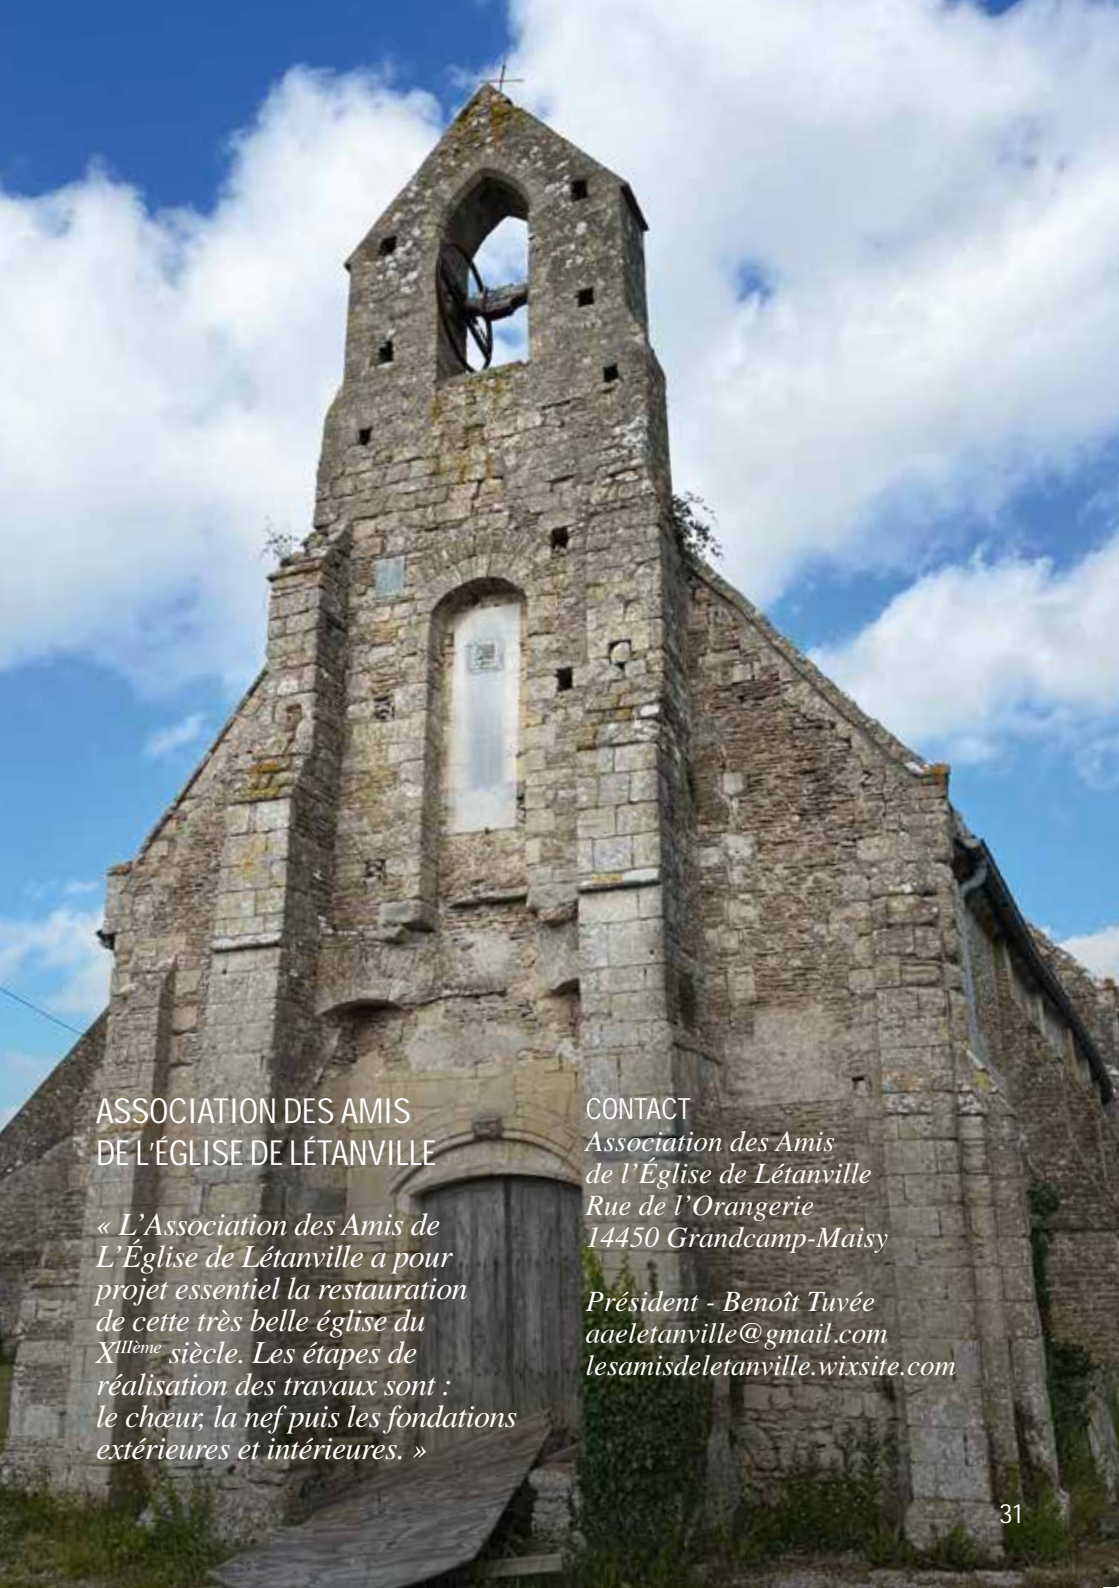 ASSOCIATION DES AMIS
DE L'ÉGLISE DE LÉTANVILLE
« L’Association des Amis de
L’Église de Létanville a pour
projet essentiel la restauration
de cette très belle église du
XIIIème siècle. Les étapes de
réalisation des travaux sont :
le chœur, la nef puis les fondations
extérieures et intérieures. »
CONTACT
Association des Amis
de l’Église de Létanville
Rue de l’Orangerie
14450 Grandcamp-Maisy
Président - Benoît Tuvée
aaeletanville@gmail.com
lesamisdeletanville.wixsite.com
31